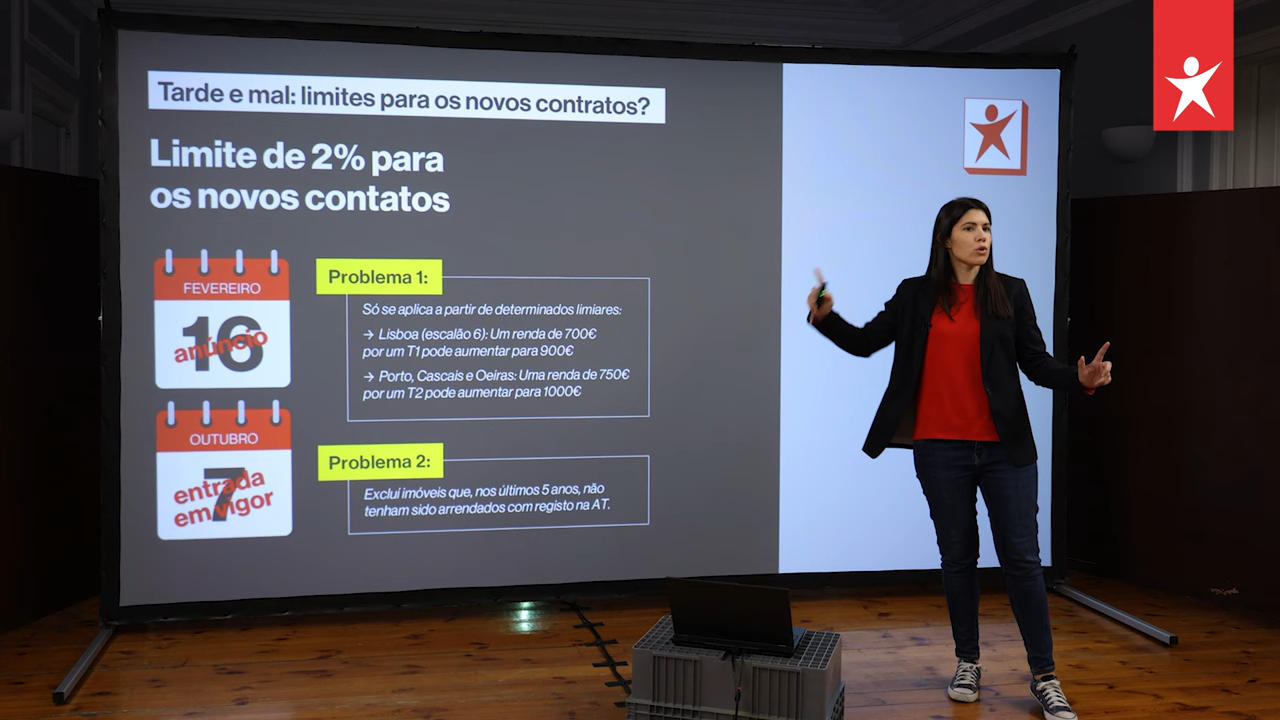 Tarde e mal: limites para os novos contratos?
Limite de 2% para
os novos contatos
FEVEREIRO
16
anúncio
OUTUBRO
7
entrada
em vigor
Problema 1:
Só se aplica a partir de determinados limiares:
→ Lisboa (escalão 6): Um renda de 700€
por um T1 pode aumentar para 900€
→ Porto, Cascais e Oeiras: Uma renda de 750€
por um T2 pode aumentar para 1000€
Problema 2:
Exclui imóveis que, nos últimos 5 anos, não
tenham sido arrendados com registo na AT.